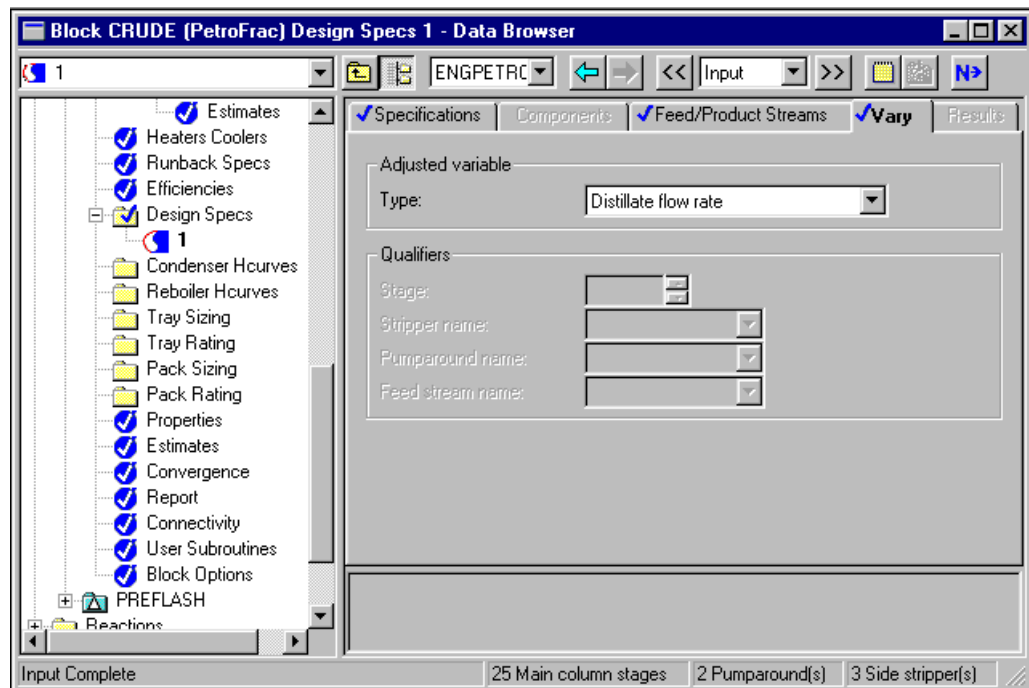 Block CRUDE (PetroFrac) Design Specs 1 - Data Browser
1
ENGPETRO
<<
Input
>>
N
Specifications
Components
Feed/Product Streams
Vary
Results
Estimates
Heaters Coolers
Runback Specs
Efficiencies
Design Specs
1
Condenser Hcurves
Reboiler Hcurves
Tray Sizing
Tray Rating
Pack Sizing
Pack Rating
Properties
Estimates
Convergence
Report
Connectivity
User Subroutines
Block Options
PREFLASH
Reactions
Adjusted variable
Type: Distillate flow rate
Qualifiers
Stage:
Stripper name:
Pumparound name:
Feed stream name:
Input Complete
25 Main column stages
2 Pumparound(s)
3 Side stripper(s)